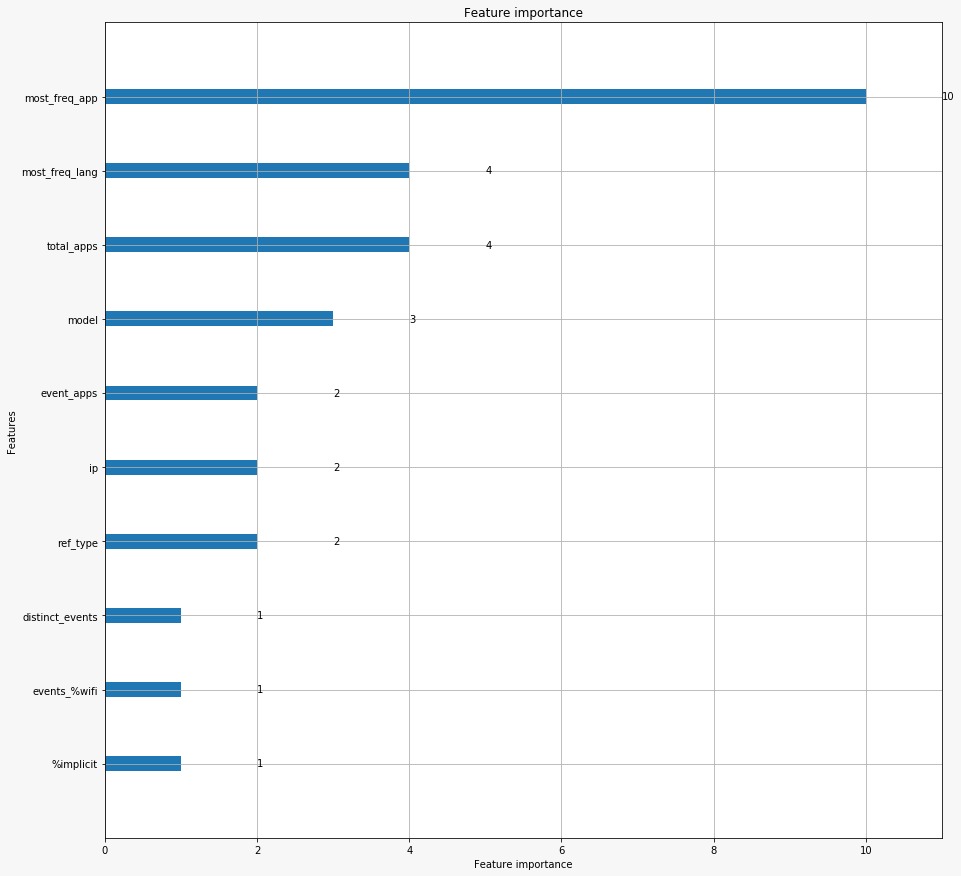 Feature importance
most_freq_app
10
most_freq_lang
4
total_apps
4
model
3
event_apps
2
Features
ip
2
ref_type
2
distinct_events
1
events_%wifi
1
%implicit
1
0 2 4 6 8 10
Feature importance